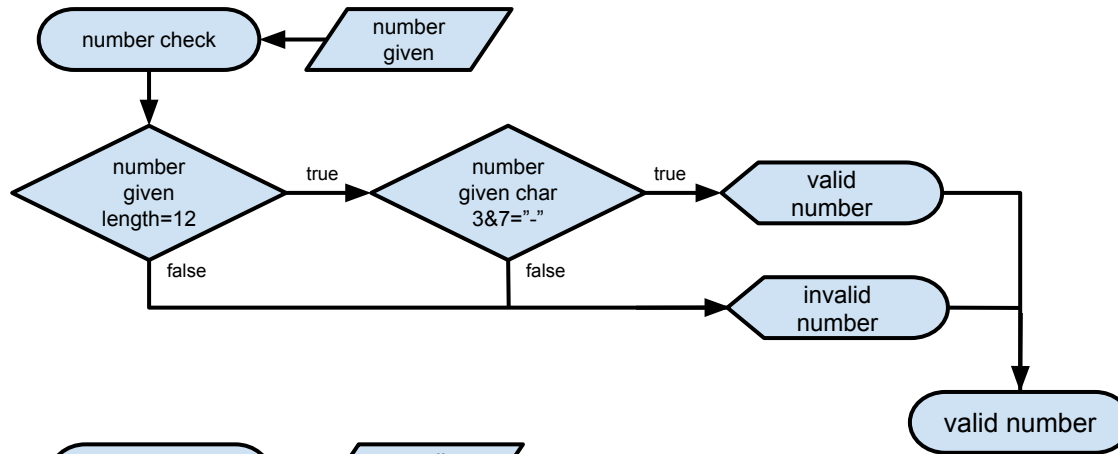 number check
number
given
number
given
length=12
true
number
given char
3&7=”-”
true
valid
number
false
false
invalid
number
valid number